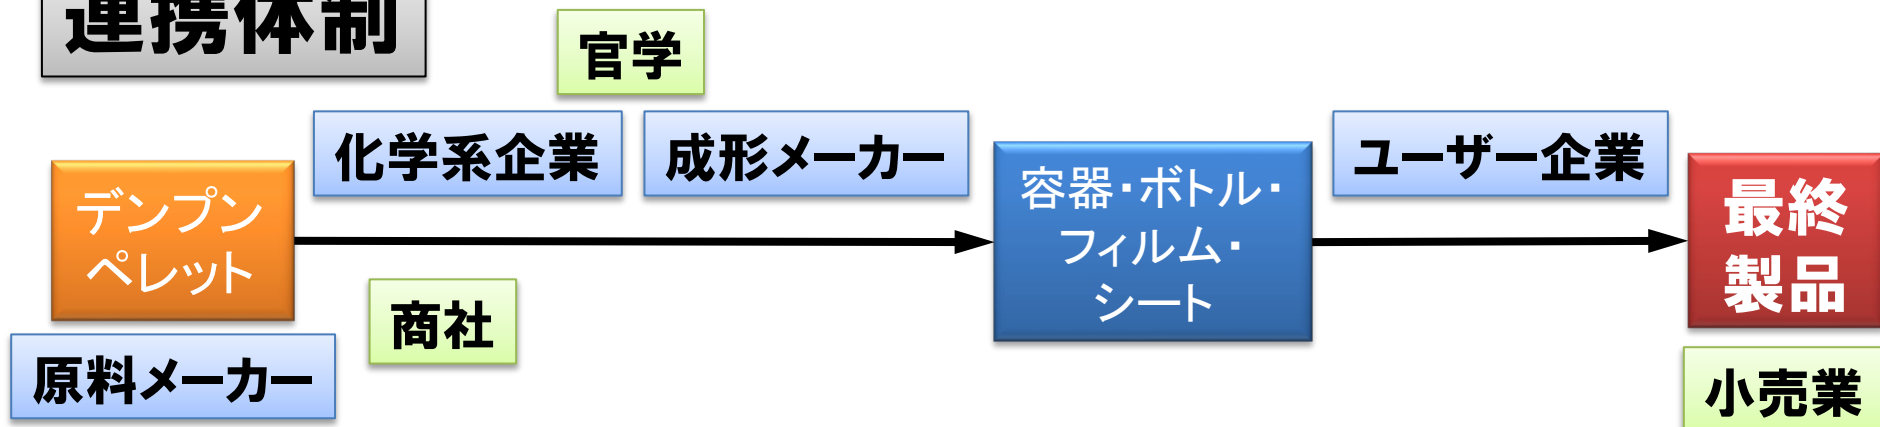 連携体制
官学
化学系企業
成形メーカー
ユーザー企業
デンプン
ペレット
容器・ボトル・
フィルム・
シート
最終
製品
商社
原料メーカー
小売業